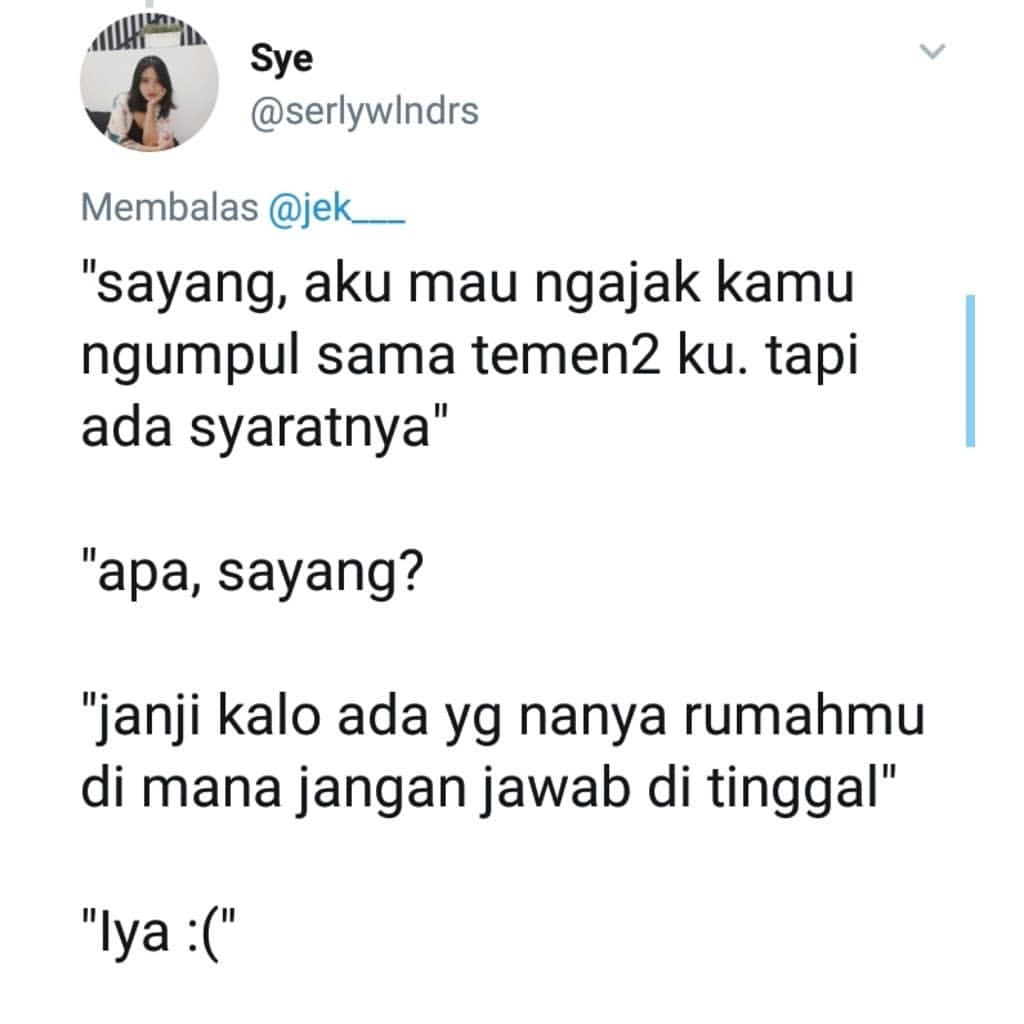 Sye
@serlywlndrs
Membalas @jek___
"sayang, aku mau ngajak kamu
ngumpul sama temen2 ku. tapi
ada syaratnya"
"apa, sayang?
"janji kalo ada yg nanya rumahmu
di mana jangan jawab di tinggal"
"Iya :("